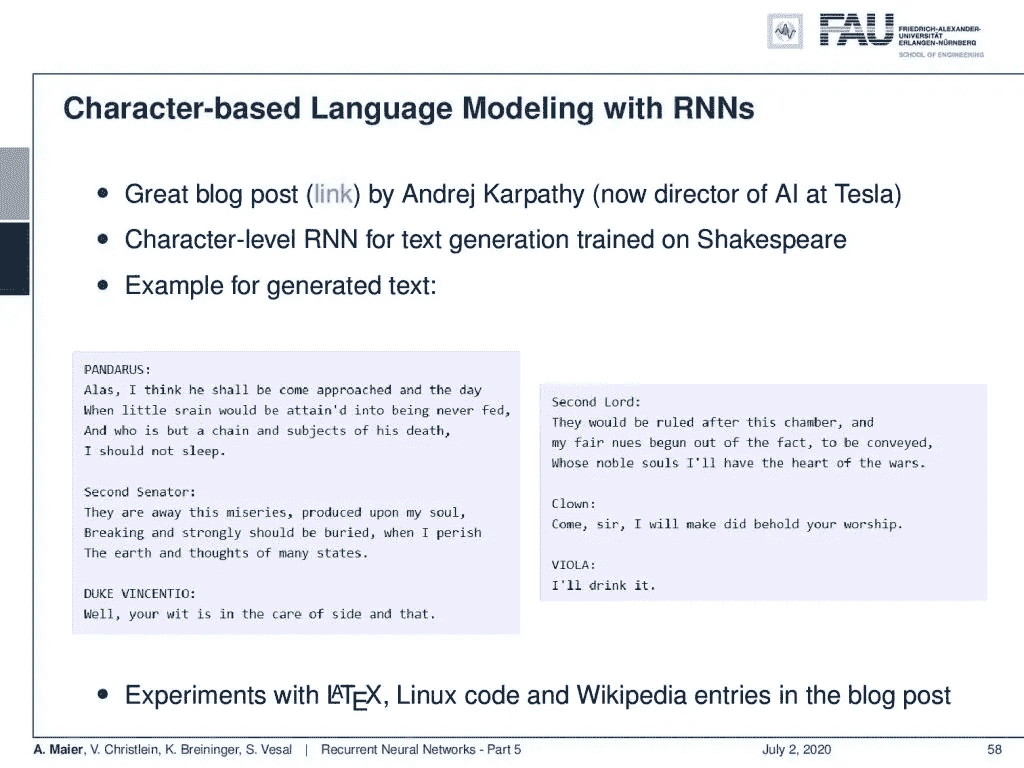 FAU
FRIEDRICH-ALEXANDER-
UNIVERSITÄT
ERLANGEN-NÜRNBERG
SCHOOL OF ENGINEERING
Character-based Language Modeling with RNNs
• Great blog post (link) by Andrej Karpathy (now director of AI at Tesla)
• Character-level RNN for text generation trained on Shakespeare
• Example for generated text:
PANDARUS:
Alas, I think he shall be come approached and the day
When little srain would be attain'd into being never fed,
And who is but a chain and subjects of his death,
I should not sleep.
Second Senator:
They are away this miseries, produced upon my soul,
Breaking and strongly should be buried, when I perish
The earth and thoughts of many states.
DUKE VINCENTIO:
Well, your wit is in the care of side and that.
Second Lord:
They would be ruled after this chamber, and
my fair nues begun out of the fact, to be conveyed,
Whose noble souls I'll have the heart of the wars.
Clown:
Come, sir, I will make did behold your worship.
VIOLA:
I'll drink it.
• Experiments with LATEX, Linux code and Wikipedia entries in the blog post
A. Maier, V. Christlein, K. Breininger, S. Vesal | Recurrent Neural Networks - Part 5 July 2, 2020 58